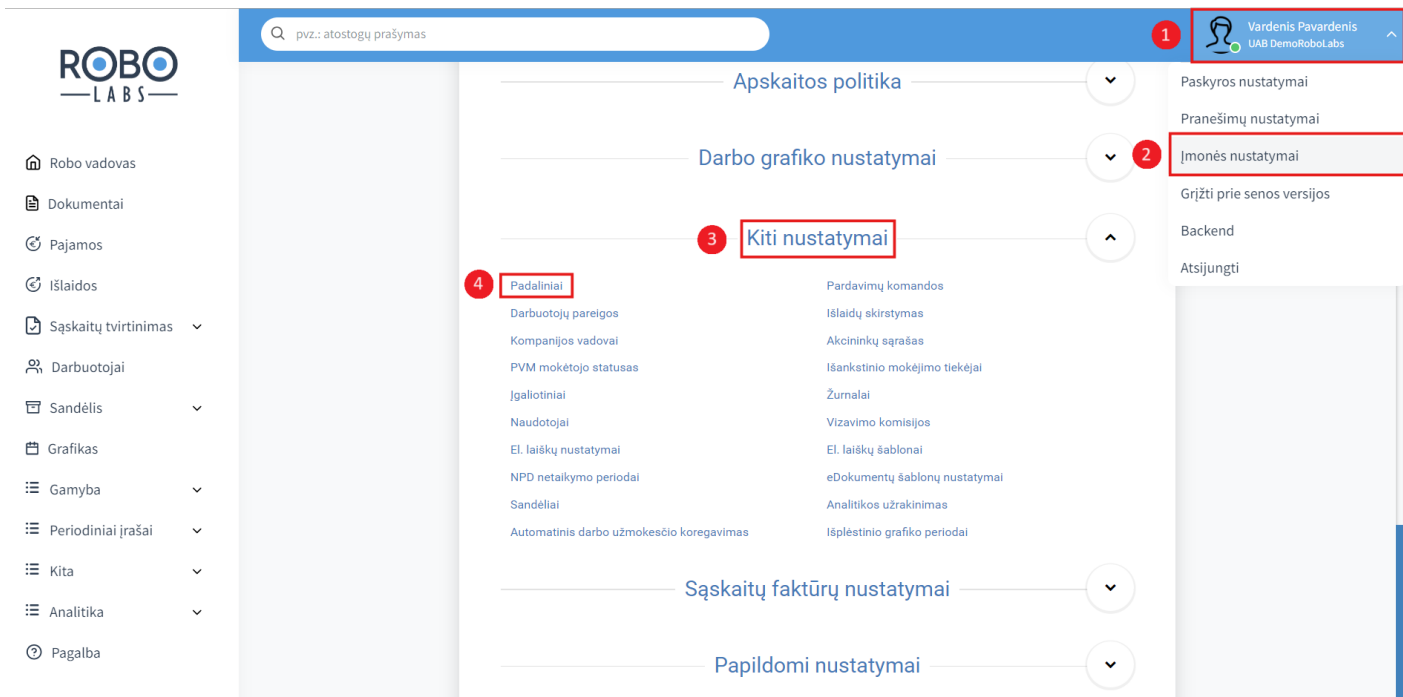 ROBO
LABS
Robo vadovas
Dokumentai
Pajamos
Išlaidos
Sąskaitų tvirtinimas
Darbuotojai
Sandėlis
Grafikas
Gamyba
Periodiniai įrašai
Kita
Analitika
Pagalba
pvz.: atostogų prašymas
1
Vardenis Pavardenis
UAB DemoRoboLabs
Paskyros nustatymai
Pranešimų nustatymai
2
Įmonės nustatymai
Grįžti prie senos versijos
Backend
Atsijungti
Apskaitos politika
Darbo grafiko nustatymai
3
Kiti nustatymai
4
Padaliniai
Pardavimų komandos
Darbuotojų pareigos
Išlaidų skirstymas
Kompanijos vadovai
Akcininkų sąrašas
PVM mokėtojo statusas
Išankstinio mokėjimo tiekėjai
Įgaliotiniai
Žurnalai
Naudotojai
Vizavimo komisijos
El. laiškų nustatymai
El. laiškų šablonai
NPD netaikymo periodai
eDokumentų šablonų nustatymai
Sandėliai
Analitikos užrakinimas
Automatinis darbo užmokesčio koregavimas
Išplėstinio grafiko periodai
Sąskaitų faktūrų nustatymai
Papildomi nustatymai